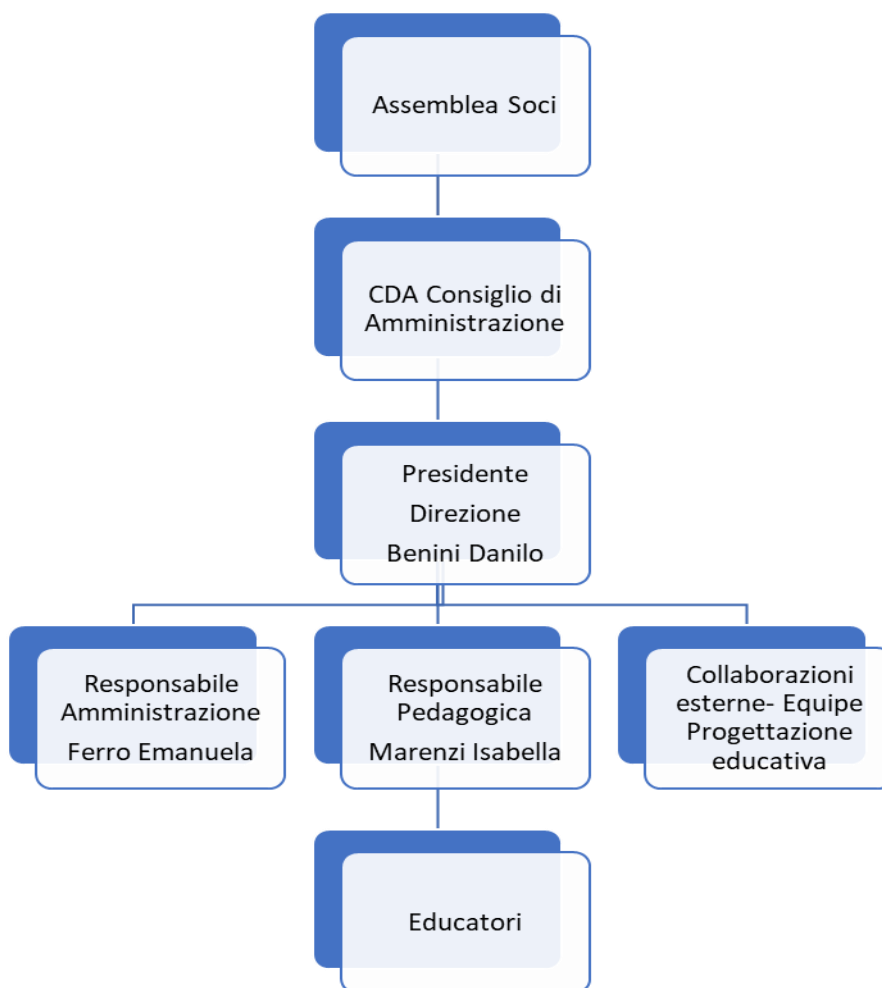 Assemblea Soci
CDA Consiglio di
Amministrazione
Presidente
Direzione
Benini Danilo
Responsabile
Amministrazione
Ferro Emanuela
Responsabile
Pedagogica
Marenzi Isabella
Collaborazioni
esterne- Equipe
Progettazione
educativa
Educatori